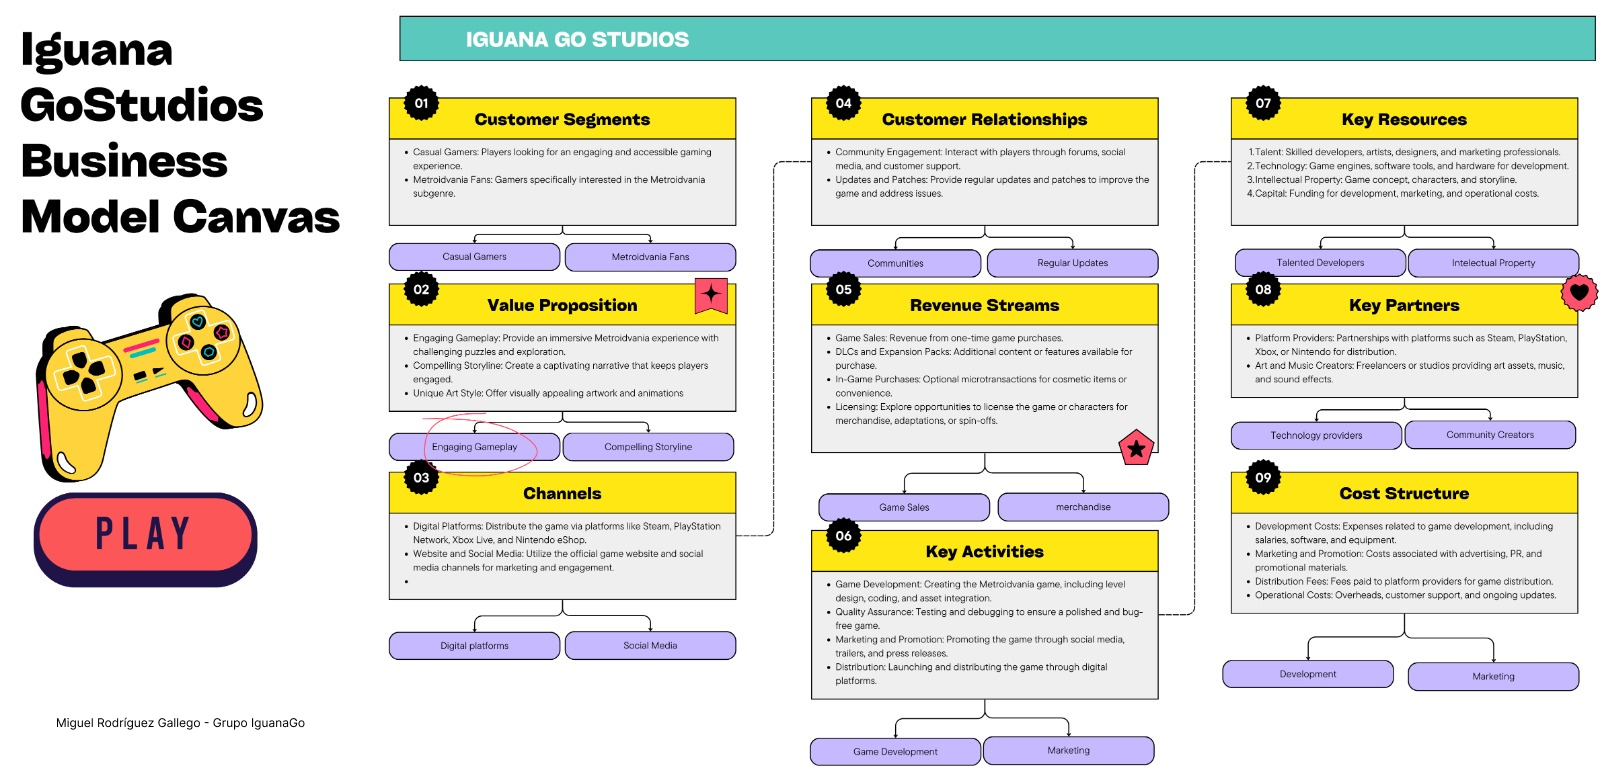 Iguana
GoStudios
Business
Model Canvas
PLAY
Miguel Rodríguez Gallego - Grupo IguanaGo
IGUANA GO STUDIOS
01
Customer Segments
• Casual Gamers: Players looking for an engaging and accessible gaming
experience.
• Metroidvania Fans: Gamers specifically interested in the Metroidvania
subgenre.
Casual Gamers
Metroidvania Fans
02
Value Proposition
• Engaging Gameplay: Provide an immersive Metroidvania experience with
challenging puzzles and exploration.
• Compelling Storyline: Create a captivating narrative that keeps players
engaged.
• Unique Art Style: Offer visually appealing artwork and animations
Engaging Gameplay
Compelling Storyline
03
Channels
• Digital Platforms: Distribute the game via platforms like Steam, PlayStation
Network, Xbox Live, and Nintendo eShop.
• Website and Social Media: Utilize the official game website and social
media channels for marketing and engagement.
•
Digital platforms
Social Media
04
Customer Relationships
• Community Engagement: Interact with players through forums, social
media, and customer support.
• Updates and Patches: Provide regular updates and patches to improve the
game and address issues.
Communities
Regular Updates
05
Revenue Streams
• Game Sales: Revenue from one-time game purchases.
• DLCs and Expansion Packs: Additional content or features available for
purchase.
• In-Game Purchases: Optional microtransactions for cosmetic items or
convenience.
• Licensing: Explore opportunities to license the game or characters for
merchandise, adaptations, or spin-offs.
Game Sales
merchandise
06
Key Activities
• Game Development: Creating the Metroidvania game, including level
design, coding, and asset integration.
• Quality Assurance: Testing and debugging to ensure a polished and bug-
free game.
• Marketing and Promotion: Promoting the game through social media,
trailers, and press releases.
• Distribution: Launching and distributing the game through digital
platforms.
Game Development
Marketing
07
Key Resources
1. Talent: Skilled developers, artists, designers, and marketing professionals.
2. Technology: Game engines, software tools, and hardware for development.
3. Intellectual Property: Game concept, characters, and storyline.
4. Capital: Funding for development, marketing, and operational costs.
Talented Developers
Intelectual Property
08
Key Partners
• Platform Providers: Partnerships with platforms such as Steam, PlayStation,
Xbox, or Nintendo for distribution.
• Art and Music Creators: Freelancers or studios providing art assets, music,
and sound effects.
Technology providers
Community Creators
09
Cost Structure
• Development Costs: Expenses related to game development, including
salaries, software, and equipment.
• Marketing and Promotion: Costs associated with advertising, PR, and
promotional materials.
• Distribution Fees: Fees paid to platform providers for game distribution.
• Operational Costs: Overheads, customer support, and ongoing updates.
Development
Marketing